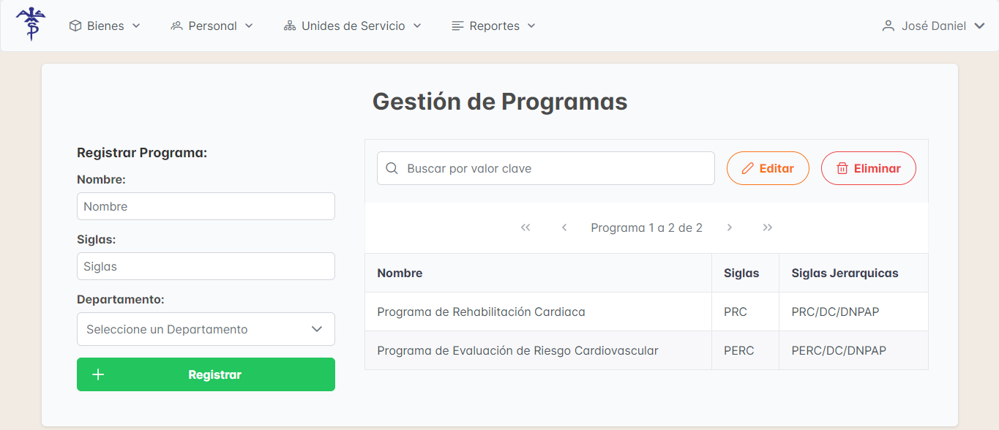 Bienes
Personal
Unides de Servicio
Reportes
José Daniel
Gestión de Programas
Registrar Programa:
Nombre:
Nombre
Siglas:
Siglas
Departamento:
Seleccione un Departamento
Registrar
Buscar por valor clave
Editar
Eliminar
Programa 1 a 2 de 2
Nombre Siglas Siglas Jerarquicas
Programa de Rehabilitación Cardiaca PRC PRC/DC/DNPAP
Programa de Evaluación de Riesgo Cardiovascular PERC PERC/DC/DNPAP